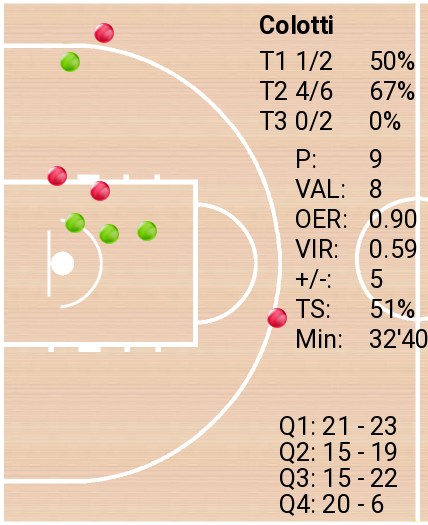 Colotti
T1 1/2 50%
T2 4/6 67%
T3 0/2 0%
P: 9
VAL: 8
OER: 0.90
VIR: 0.59
+/-: 5
TS: 51%
Min: 32'40
Q1: 21 - 23
Q2: 15 - 19
Q3: 15 - 22
Q4: 20 - 6